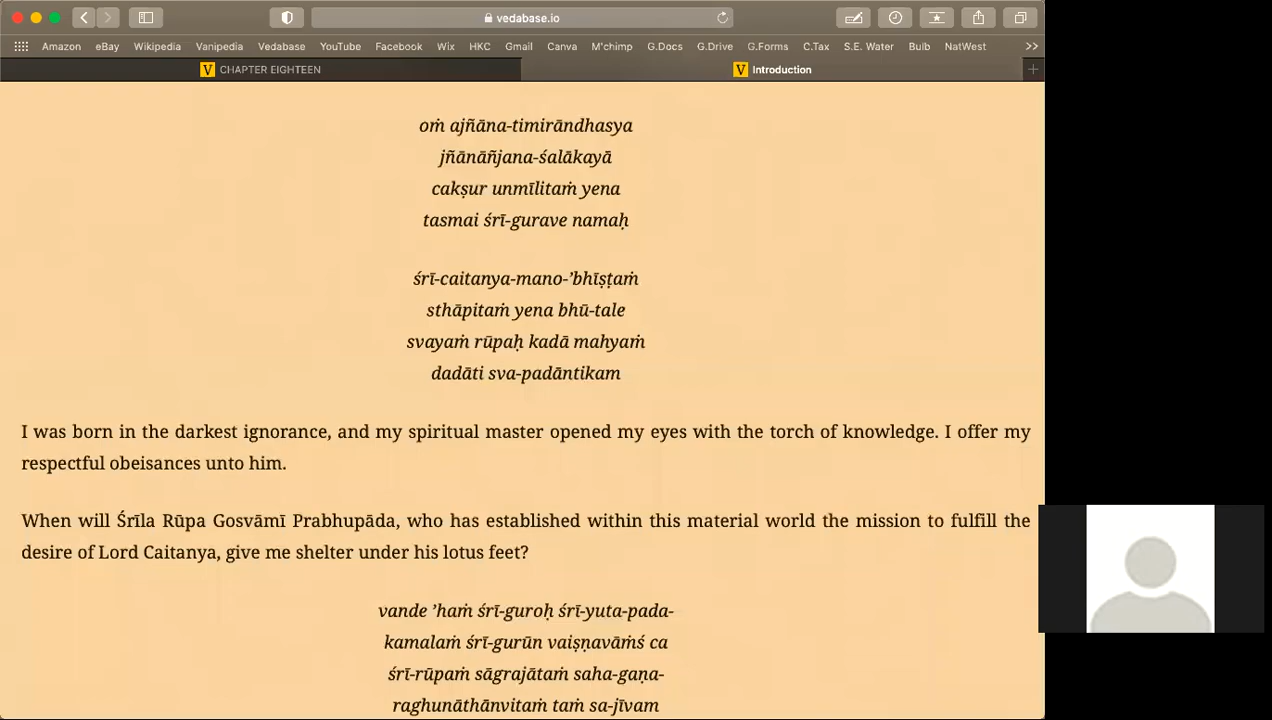 vedabase.io
Amazon eBay Wikipedia Vanipedia Vedabase YouTube Facebook Wix HKC Gmail Canva M'chimp G.Docs G.Drive G.Forms C.Tax S.E. Water Bulb NatWest >>
V CHAPTER EIGHTEEN V Introduction +
oṁ ajñāna-timirāndhasya
jñānāñjana-śalākayā
cakṣur unmīlitaṁ yena
tasmai śrī-gurave namaḥ
śrī-caitanya-mano-’bhīṣṭaṁ
sthāpitaṁ yena bhū-tale
svayaṁ rūpaḥ kadā mahyaṁ
dadāti sva-padāntikam
I was born in the darkest ignorance, and my spiritual master opened my eyes with the torch of knowledge. I offer my
respectful obeisances unto him.
When will Śrīla Rūpa Gosvāmī Prabhupāda, who has established within this material world the mission to fulfill the
desire of Lord Caitanya, give me shelter under his lotus feet?
vande ’haṁ śrī-guroḥ śrī-yuta-pada-
kamalaṁ śrī-gurūn vaiṣṇavāṁś ca
śrī-rūpaṁ sāgrajātaṁ saha-gaṇa-
raghunāthānvitaṁ taṁ sa-jīvam